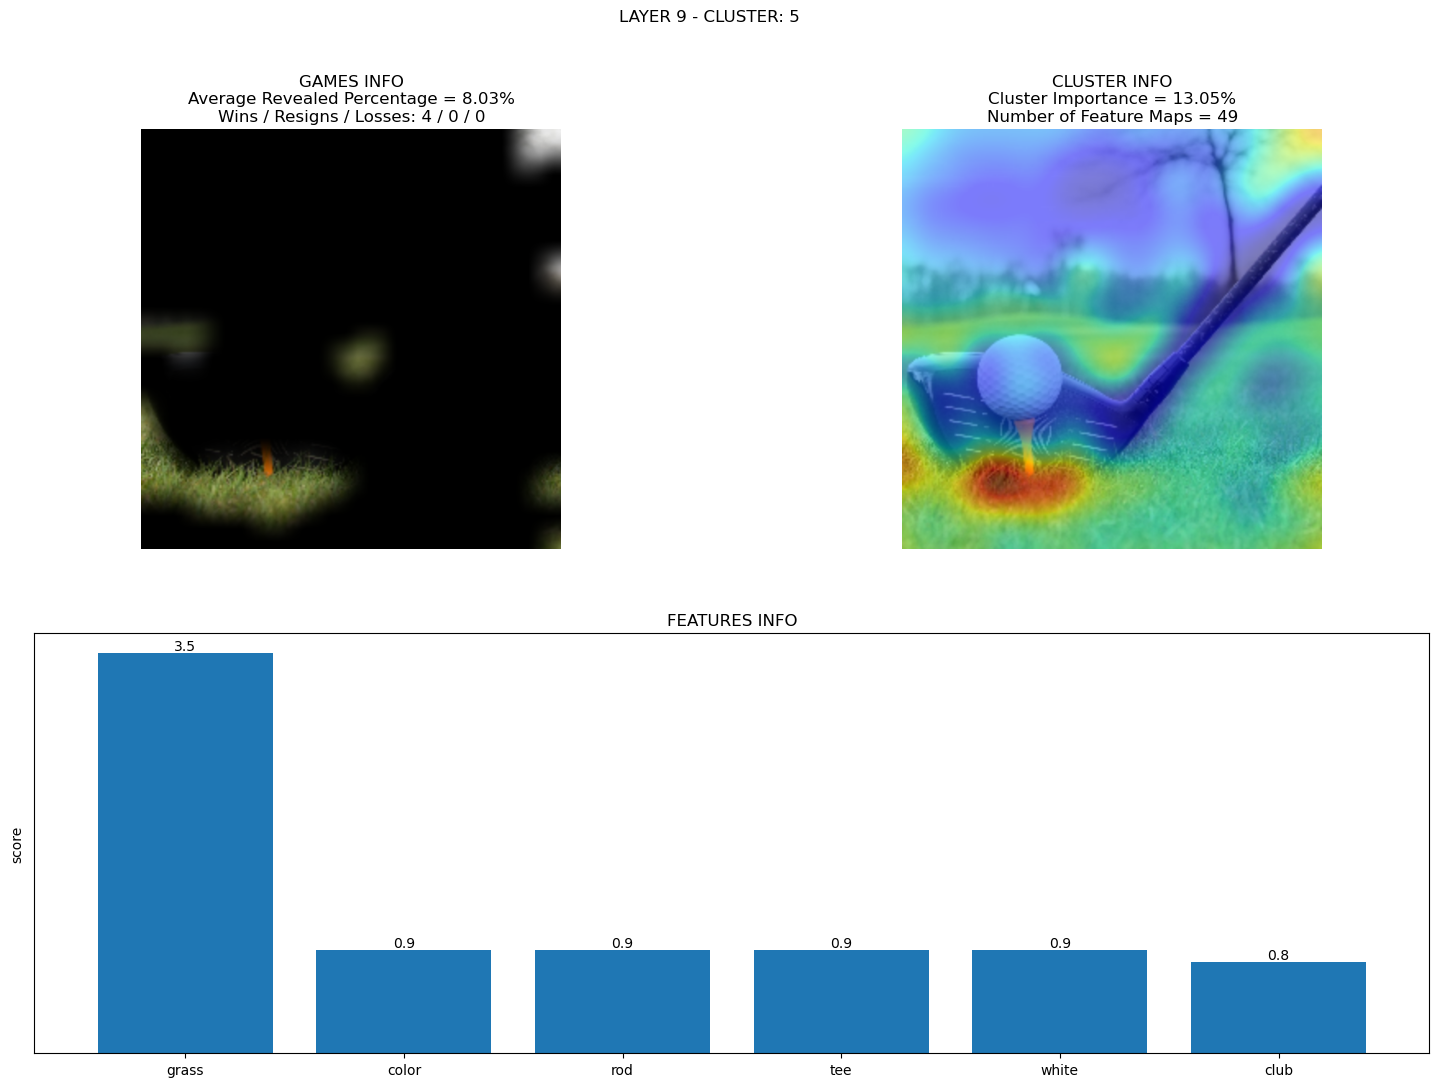 LAYER 9 - CLUSTER: 5
GAMES INFO
Average Revealed Percentage = 8.03%
Wins / Resigns / Losses: 4 / 0 / 0
CLUSTER INFO
Cluster Importance = 13.05%
Number of Feature Maps = 49
FEATURES INFO
score
3.5
0.9
0.9
0.9
0.9
0.8
grass
color
rod
tee
white
club